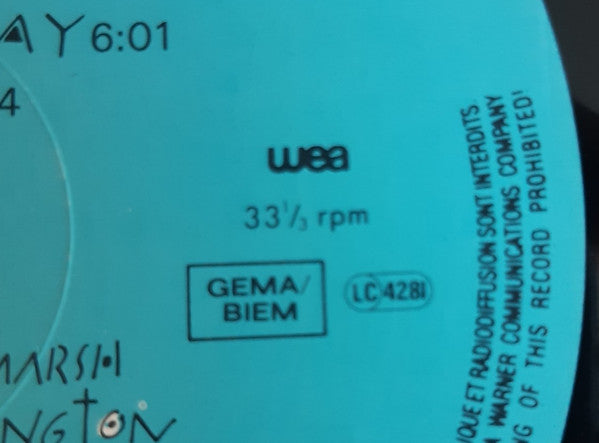 AY 6:01
4
wea
33⅓ rpm
GEMA/
BIEM
LC 4281
MARSH
NGTON
IQUE ET RADIODIFFUSION SONT INTERDITS.
WARNER COMMUNICATIONS COMPANY
G OF THIS RECORD PROHIBITED!